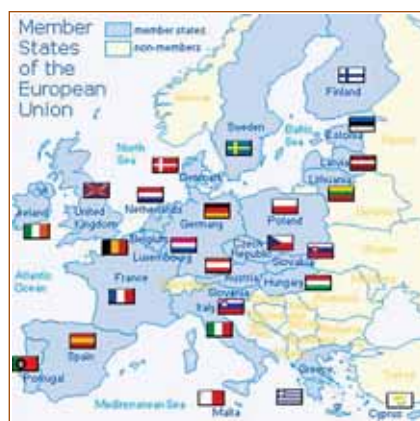 Member
States
of the
European
Union
member states
non-members
Finland
Sweden
Baltic
Sea
Estonia
Latvia
Lithuania
North
Sea
Denmark
Ireland
United
Kingdom
Netherlands
Germany
Poland
Belgium
Luxembourg
Czech
Republic
Slovakia
Atlantic
Ocean
France
Austria
Hungary
Slovenia
Italy
Spain
Portugal
Greece
Mediterranean Sea
Malta
Cyprus